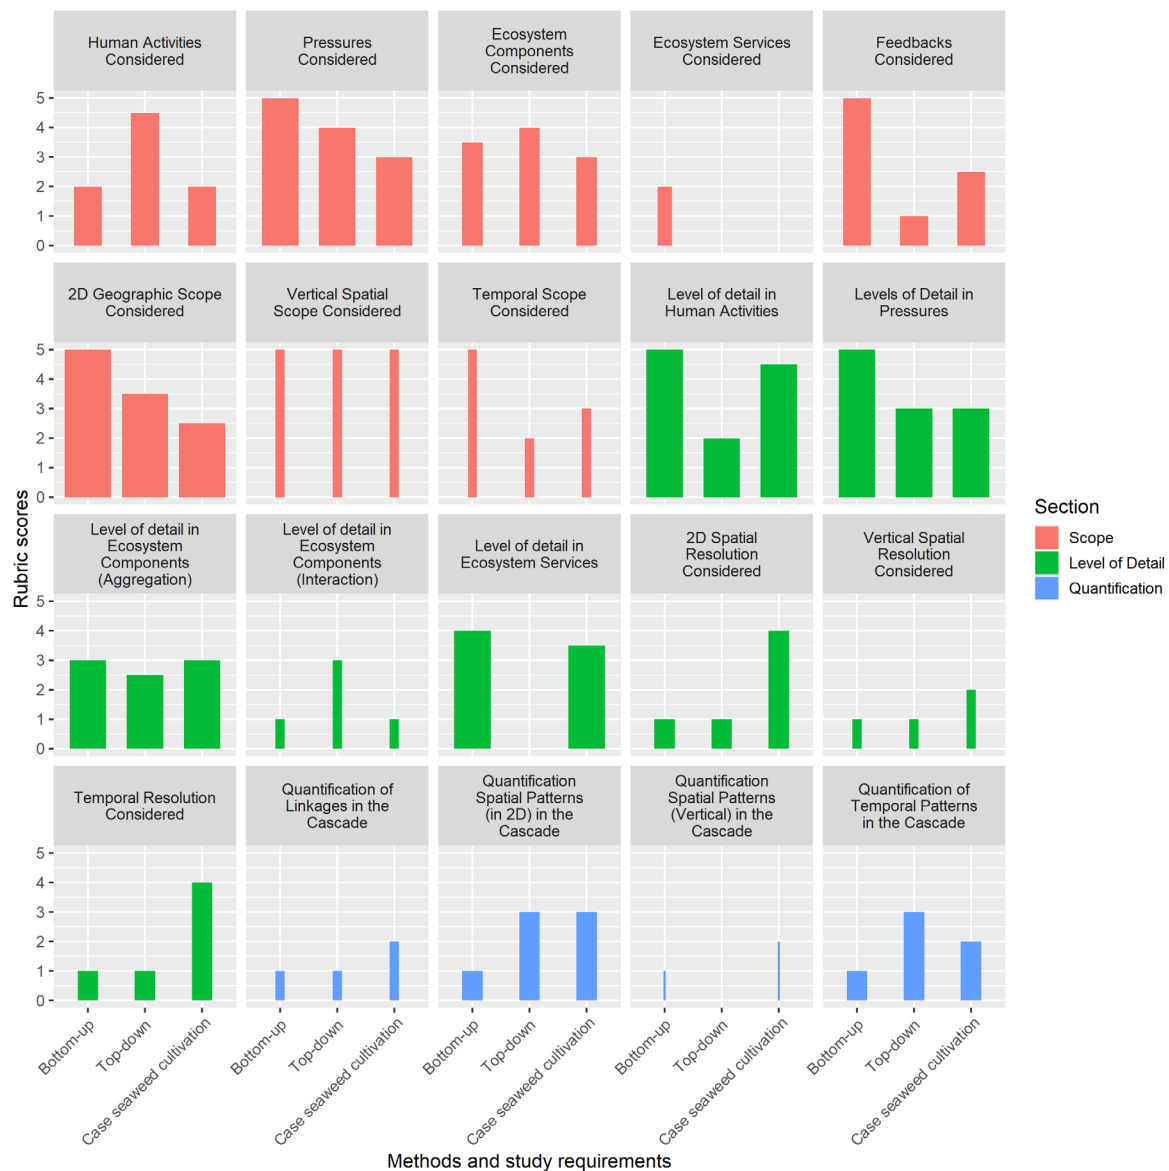 Human Activities
Considered
Pressures
Considered
Ecosystem
Components
Considered
Ecosystem Services
Considered
Feedbacks
Considered
5
4
3
2
1
0
2D Geographic Scope
Considered
Vertical Spatial
Scope Considered
Temporal Scope
Considered
Level of detail in
Human Activities
Levels of Detail in
Pressures
5
4
3
2
1
0
Level of detail in
Ecosystem
Components
(Aggregation)
Level of detail in
Ecosystem
Components
(Interaction)
Level of detail in
Ecosystem Services
2D Spatial
Resolution
Considered
Vertical Spatial
Resolution
Considered
5
4
3
2
1
0
Temporal Resolution
Considered
Quantification of
Linkages in the
Cascade
Quantification
Spatial Patterns
(in 2D) in the
Cascade
Quantification
Spatial Patterns
(Vertical) in the
Cascade
Quantification of
Temporal Patterns
in the Cascade
5
4
3
2
1
0
Bottom-up
Top-down
Case seaweed cultivation
Bottom-up
Top-down
Case seaweed cultivation
Bottom-up
Top-down
Case seaweed cultivation
Bottom-up
Top-down
Case seaweed cultivation
Bottom-up
Top-down
Case seaweed cultivation
Methods and study requirements
Rubric scores
Section
Scope
Level of Detail
Quantification